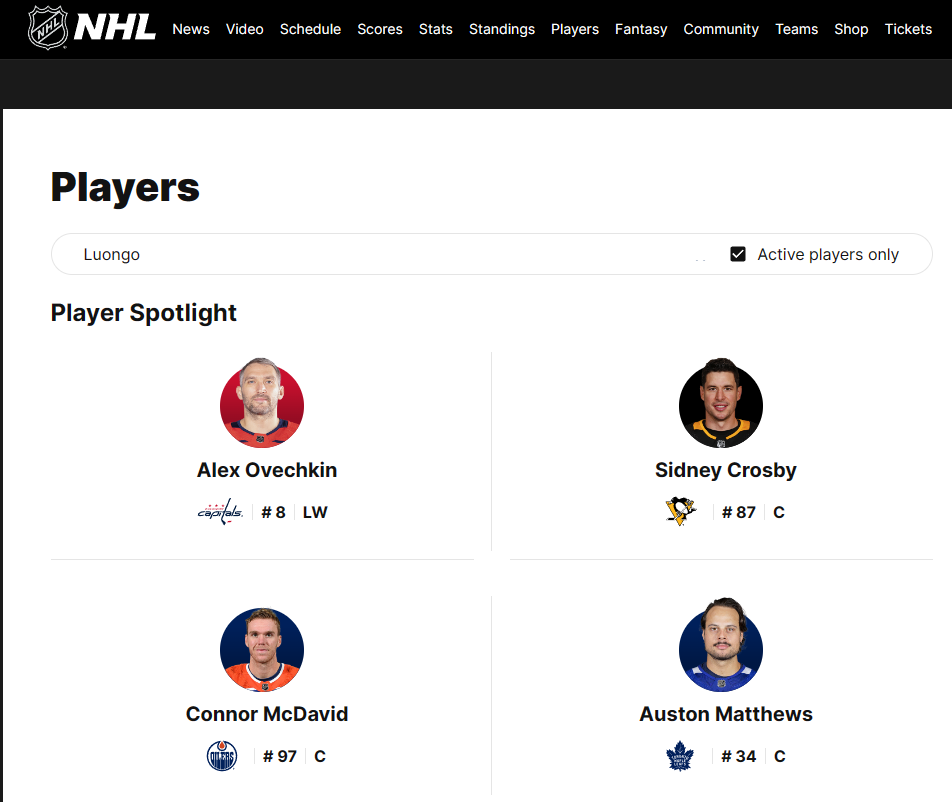 NHL NHL News Video Schedule Scores Stats Standings Players Fantasy Community Teams Shop Tickets
Players
Luongo Active players only
Player Spotlight
Alex Ovechkin Sidney Crosby
capitals # 8 LW # 87 C
Connor McDavid Auston Matthews
OILERS # 97 C # 34 C